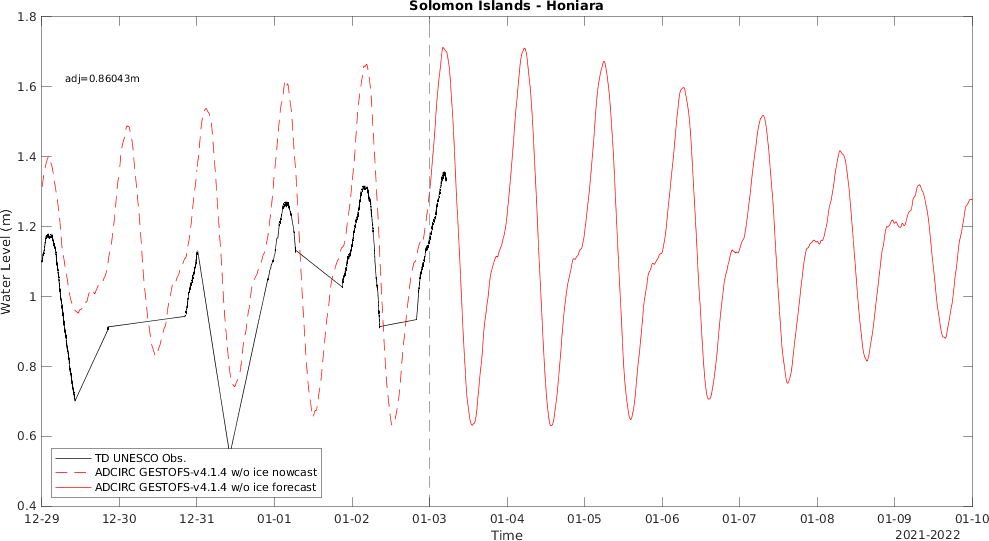 Solomon Islands - Honiara
adj=0.86043m
Water Level (m)
1.8
1.6
1.4
1.2
1
0.8
0.6
0.4
TD UNESCO Obs.
ADCIRC GESTOFS-v4.1.4 w/o ice nowcast
ADCIRC GESTOFS-v4.1.4 w/o ice forecast
12-29 12-30 12-31 01-01 01-02 01-03 01-04 01-05 01-06 01-07 01-08 01-09 01-10
Time
2021-2022